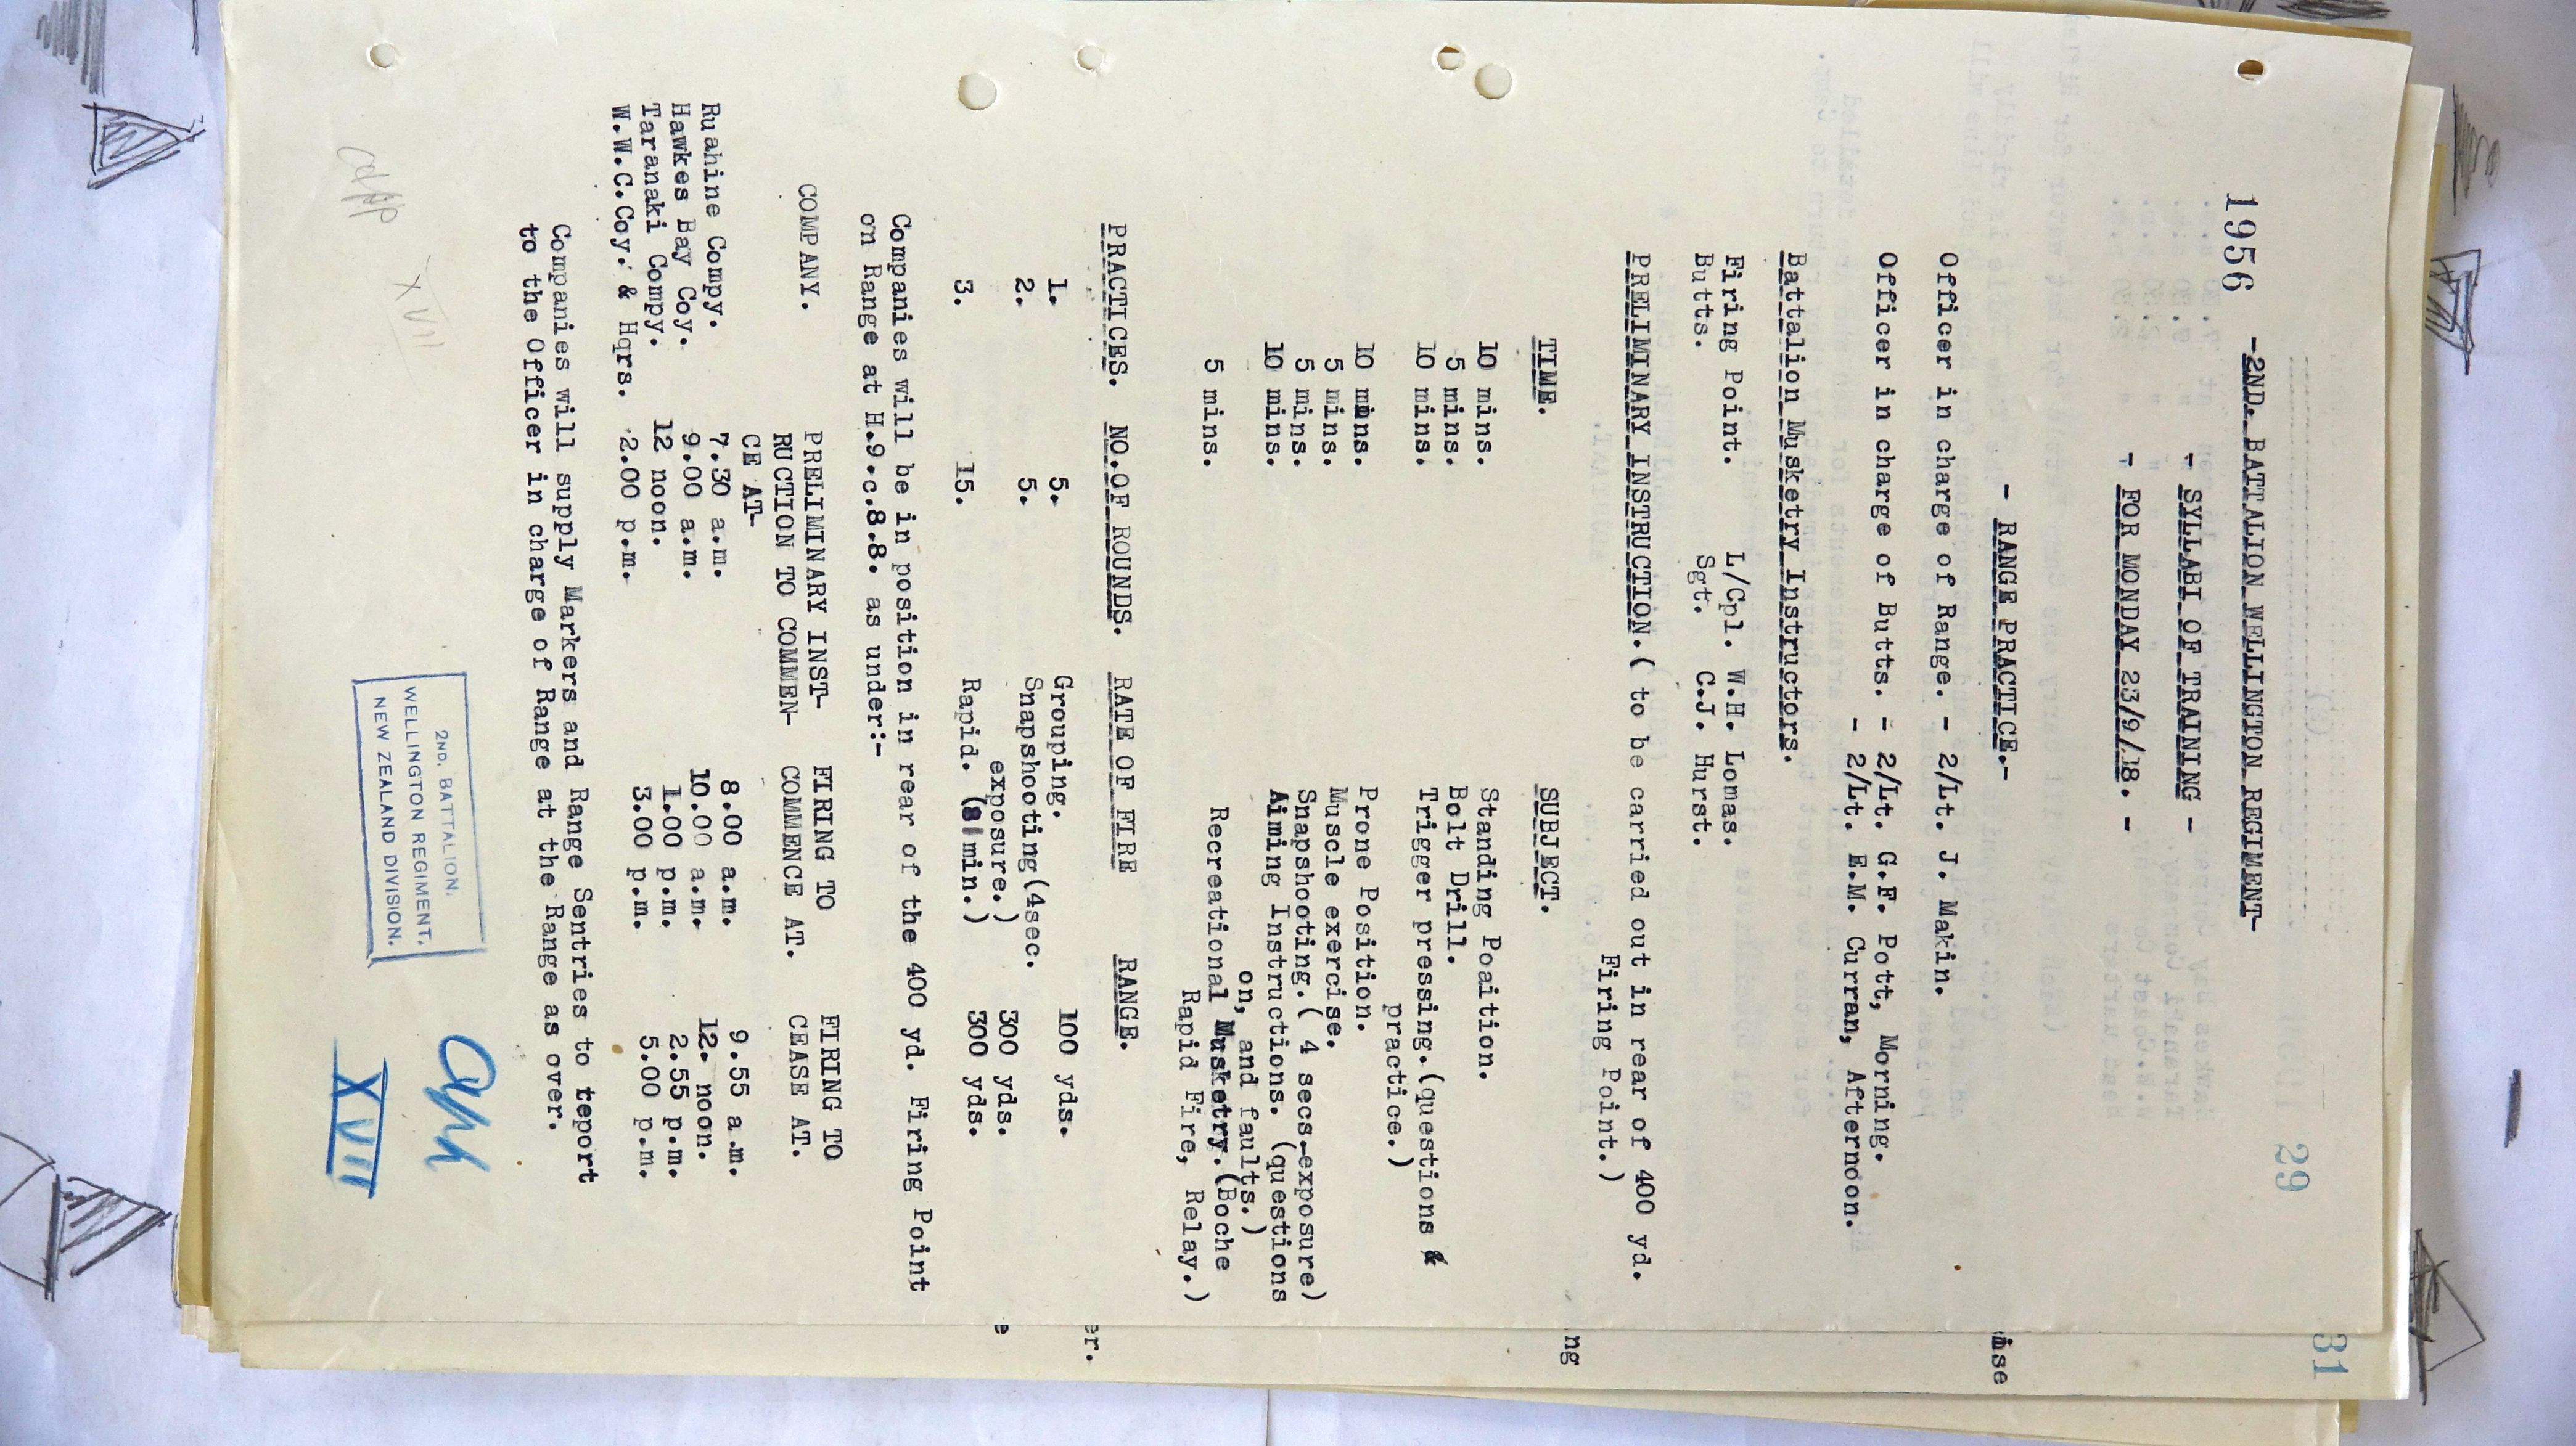 1956 -2ND. BATTALION WELLINGTON REGIMENT-
29
- SYLLABI OF TRAINING -
- FOR MONDAY 23/9/18. -
- RANGE PRACTICE.-
Officer in charge of Range. - 2/Lt. J. Makin.
Officer in charge of Butts. - 2/Lt. G.F. Pott, Morning.
- 2/Lt. E.M. Curran, Afternoon.
Battalion Musketry Instructors.
Firing Point. L/Cpl. W.H. Lomas.
Butts. Sgt. C.J. Hurst.
PRELIMINARY INSTRUCTION.( to be carried out in rear of 400 yd.
Firing Point.)
TIME. SUBJECT.
10 mins. Standing Poaition.
5 mins. Bolt Drill.
10 mins. Trigger pressing.(questions &
practice.)
10 mins. Prone Position.
5 mins. Muscle exercise.
5 mins. Snapshooting.( 4 secs.exposure)
10 mins. Aiming Instructions. (questions
on, and faults.)
5 mins. Recreational Musketry.(Boche
Rapid Fire, Relay.)
PRACTICES. NO.OF ROUNDS. RATE OF FIRE RANGE.
1. 5. Grouping. 100 yds.
2. 5. Snapshooting(4sec.
exposure.) 300 yds.
3. 15. Rapid. ( min.) 300 yds.
Companies will be in position in rear of the 400 yd. Firing Point
on Range at H.9.c.8.8. as under:-
COMPANY. PRELIMINARY INST- FIRING TO FIRING TO
RUCTION TO COMMEN- COMMENCE AT. CEASE AT.
CE AT-
Ruahine Compy. 7.30 a.m. 8.00 a.m. 9.55 a.m.
Hawkes Bay Coy. 9.00 a.m. 10.00 a.m. 12. noon.
Taranaki Compy. 12 noon. 1.00 p.m. 2.55 p.m.
W.W.C.Coy. & Hqrs. 2.00 p.m. 3.00 p.m. 5.00 p.m.
Companies will supply Markers and Range Sentries to report
to the Officer in charge of Range at the Range as over.
2ND. BATTALION,
WELLINGTON REGIMENT,
NEW ZEALAND DIVISION.
XVII
XVII
31
ise
ng
er.
e